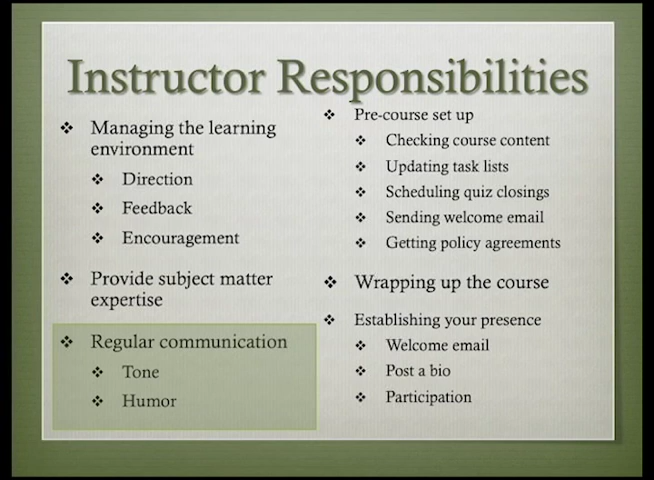 Instructor Responsibilities
Managing the learning
environment
Direction
Feedback
Encouragement
Provide subject matter
expertise
Regular communication
Tone
Humor
Pre-course set up
Checking course content
Updating task lists
Scheduling quiz closings
Sending welcome email
Getting policy agreements
Wrapping up the course
Establishing your presence
Welcome email
Post a bio
Participation